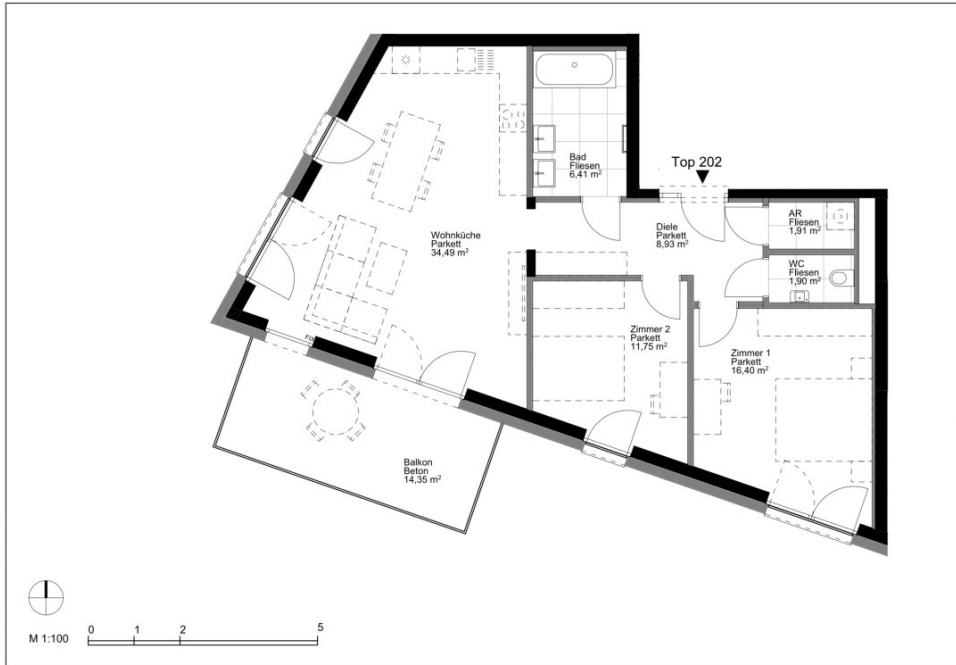 Top 202
Bad
Fliesen
6,41 m²
AR
Fliesen
1,91 m²
Diele
Parkett
8,93 m²
Wohnküche
Parkett
34,49 m²
WC
Fliesen
1,90 m²
Zimmer 2
Parkett
11,75 m²
Zimmer 1
Parkett
16,40 m²
Balkon
Beton
14,35 m²
M 1:100
0 1 2 5